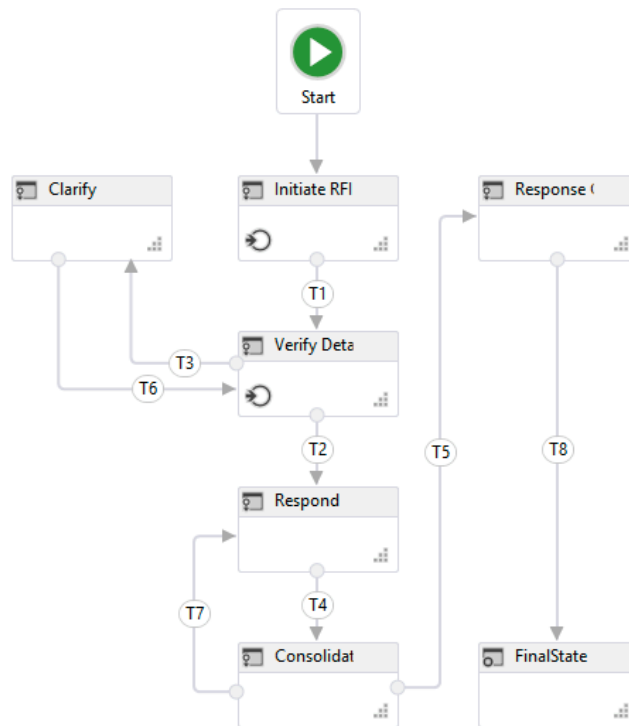 Start
Clarify
Initiate RFI
Response (
T1
Verify Deta
T3
T6
T2
T5
T8
Respond
T7
T4
Consolidat
FinalState